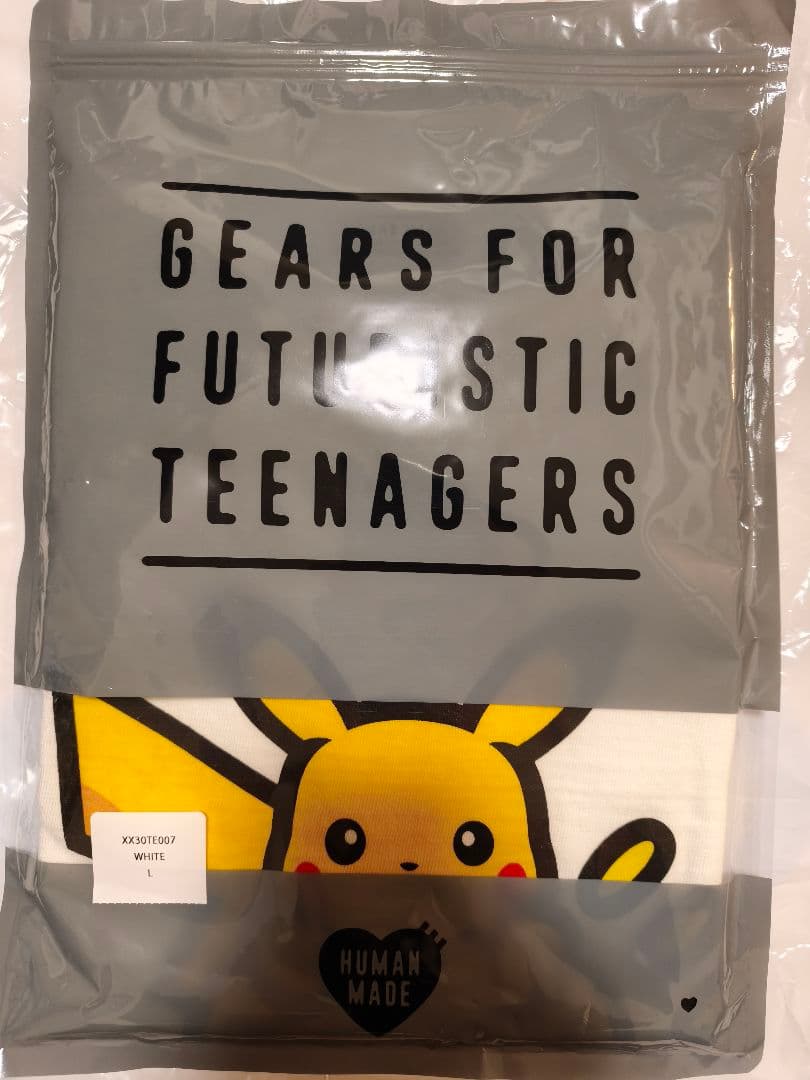 GEARS FOR
FUTURISTIC
TEENAGERS
XX30TE007
WHITE
L
HUMAN
MADE